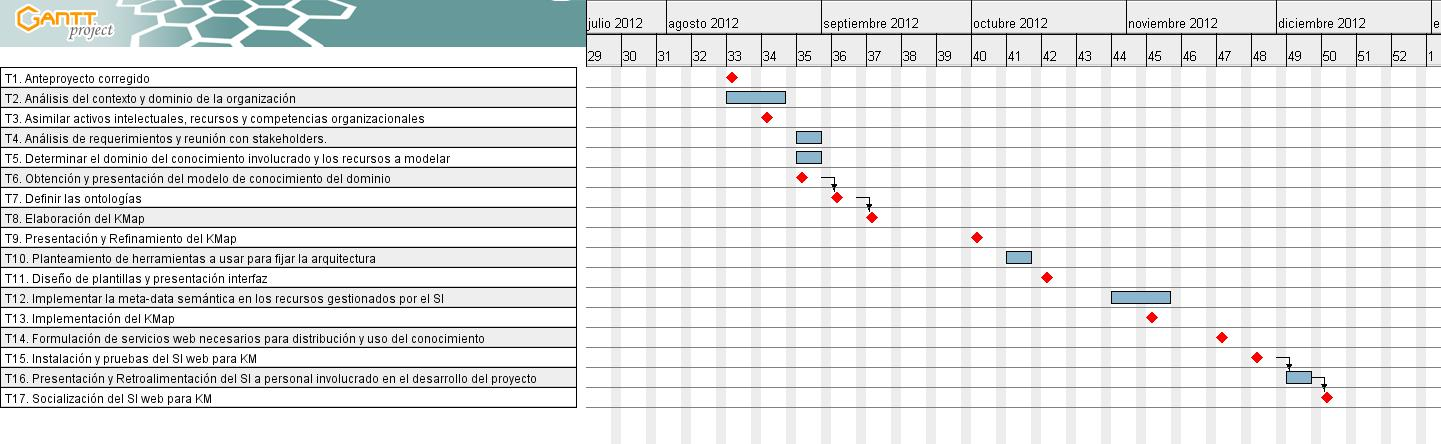 GANTT
project
julio 2012 agosto 2012 septiembre 2012 octubre 2012 noviembre 2012 diciembre 2012 e
29 30 31 32 33 34 35 36 37 38 39 40 41 42 43 44 45 46 47 48 49 50 51 52 1
T1. Anteproyecto corregido
T2. Análisis del contexto y dominio de la organización
T3. Asimilar activos intelectuales, recursos y competencias organizacionales
T4. Análisis de requerimientos y reunión con stakeholders.
T5. Determinar el dominio del conocimiento involucrado y los recursos a modelar
T6. Obtención y presentación del modelo de conocimiento del dominio
T7. Definir las ontologías
T8. Elaboración del KMap
T9. Presentación y Refinamiento del KMap
T10. Planteamiento de herramientas a usar para fijar la arquitectura
T11. Diseño de plantillas y presentación interfaz
T12. Implementar la meta-data semántica en los recursos gestionados por el SI
T13. Implementación del KMap
T14. Formulación de servicios web necesarios para distribución y uso del conocimiento
T15. Instalación y pruebas del SI web para KM
T16. Presentación y Retroalimentación del SI a personal involucrado en el desarrollo del proyecto
T17. Socialización del SI web para KM